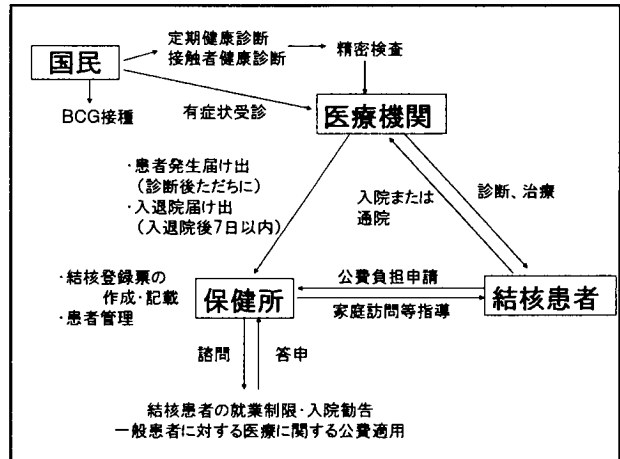 定期健康診断
接触者健康診断
精密検査
国民
BCG接種
有症状受診
医療機関
・患者発生届け出
（診断後ただちに）
・入退院届け出
（入退院後7日以内）
入院または
通院
診断、治療
・結核登録票の
作成・記載
・患者管理
保健所
公費負担申請
家庭訪問等指導
結核患者
諮問
答申
結核患者の就業制限・入院勧告
一般患者に対する医療に関する公費適用